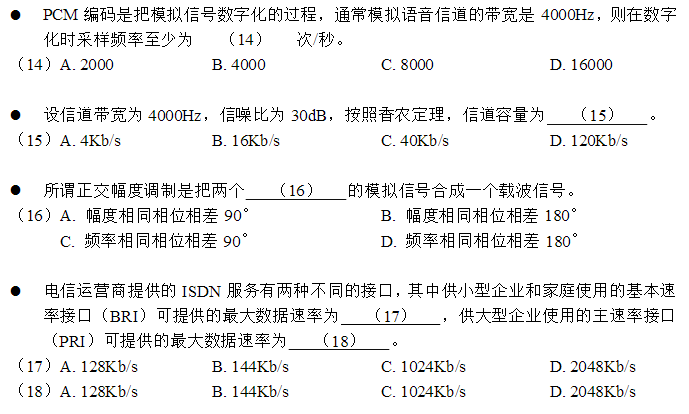 ● PCM 编码是把模拟信号数字化的过程，通常模拟语音信道的带宽是 4000Hz，则在数字
化时采样频率至少为 （14） 次/秒。
（14）A. 2000 B. 4000 C. 8000 D. 16000
● 设信道带宽为 4000Hz，信噪比为 30dB，按照香农定理，信道容量为 （15） 。
（15）A. 4Kb/s B. 16Kb/s C. 40Kb/s D. 120Kb/s
● 所谓正交幅度调制是把两个 （16） 的模拟信号合成一个载波信号。
（16）A. 幅度相同相位相差 90° B. 幅度相同相位相差 180°
C. 频率相同相位相差 90° D. 频率相同相位相差 180°
● 电信运营商提供的 ISDN 服务有两种不同的接口，其中供小型企业和家庭使用的基本速
率接口（BRI）可提供的最大数据速率为 （17） ，供大型企业使用的主速率接口
（PRI）可提供的最大数据速率为 （18） 。
（17）A. 128Kb/s B. 144Kb/s C. 1024Kb/s D. 2048Kb/s
（18）A. 128Kb/s B. 144Kb/s C. 1024Kb/s D. 2048Kb/s